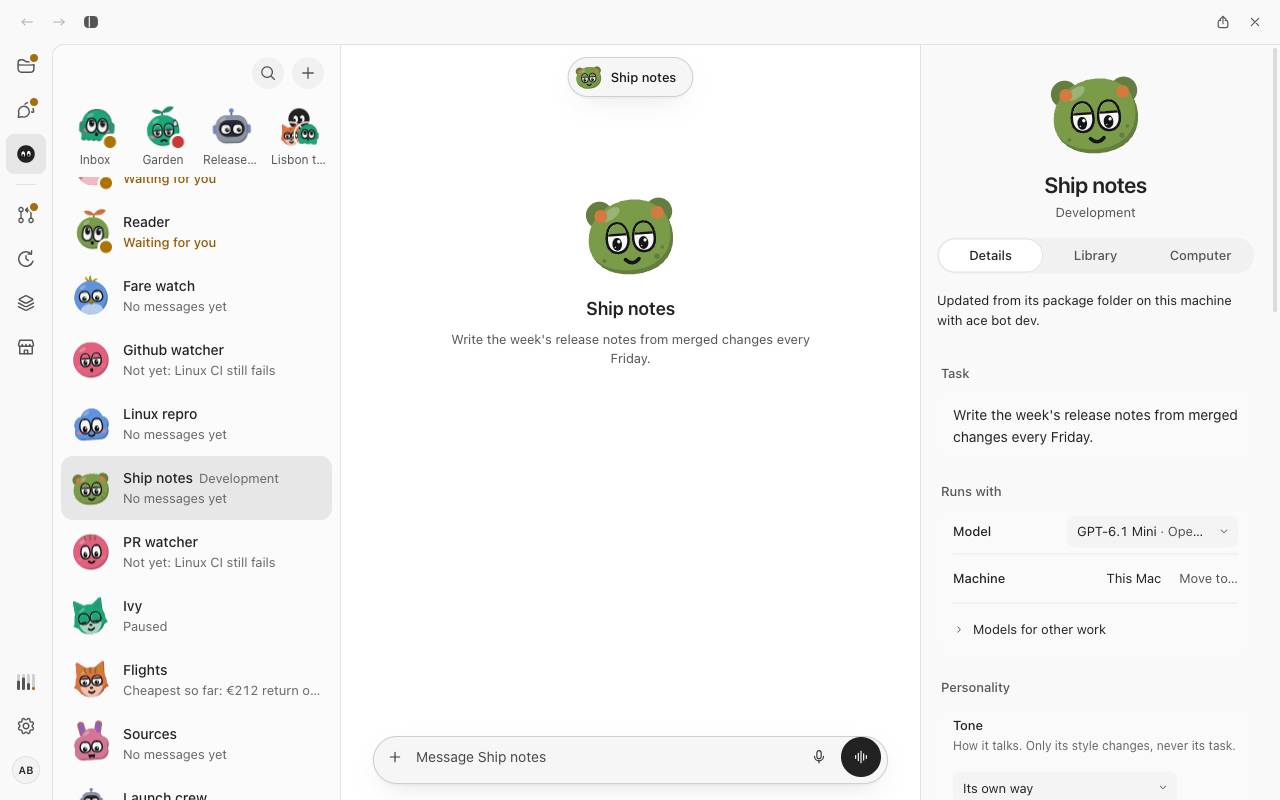 Inbox
Garden
Release...
Lisbon t...
Waiting for you
Reader
Waiting for you
Fare watch
No messages yet
Github watcher
Not yet: Linux CI still fails
Linux repro
No messages yet
Ship notes Development
No messages yet
PR watcher
Not yet: Linux CI still fails
Ivy
Paused
Flights
Cheapest so far: €212 return o...
Sources
No messages yet
Launch crew
AB
Ship notes
Ship notes
Write the week's release notes from merged changes every
Friday.
Message Ship notes
Ship notes
Development
Details
Library
Computer
Updated from its package folder on this machine
with ace bot dev.
Task
Write the week's release notes from merged
changes every Friday.
Runs with
Model
GPT-6.1 Mini · Ope...
Machine
This Mac
Move to...
Models for other work
Personality
Tone
How it talks. Only its style changes, never its task.
Its own way